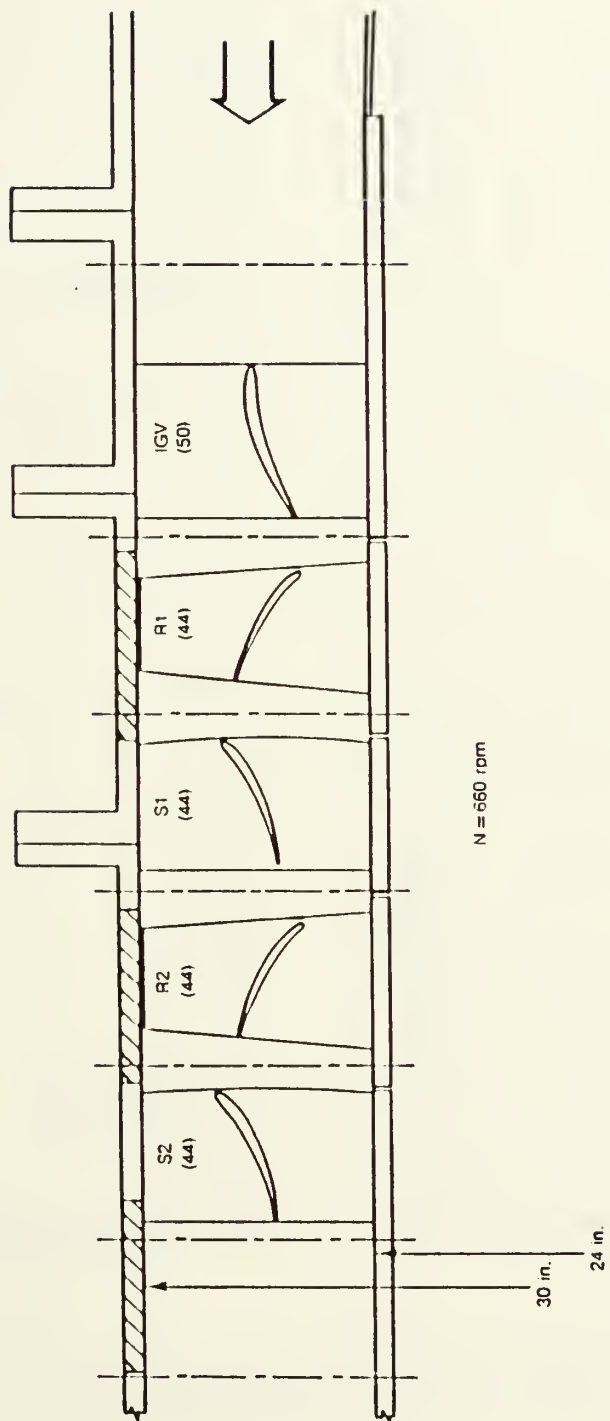 IGV
(50)
R1
(44)
S1
(44)
R2
(44)
S2
(44)
N = 660 rpm
30 in.
24 in.